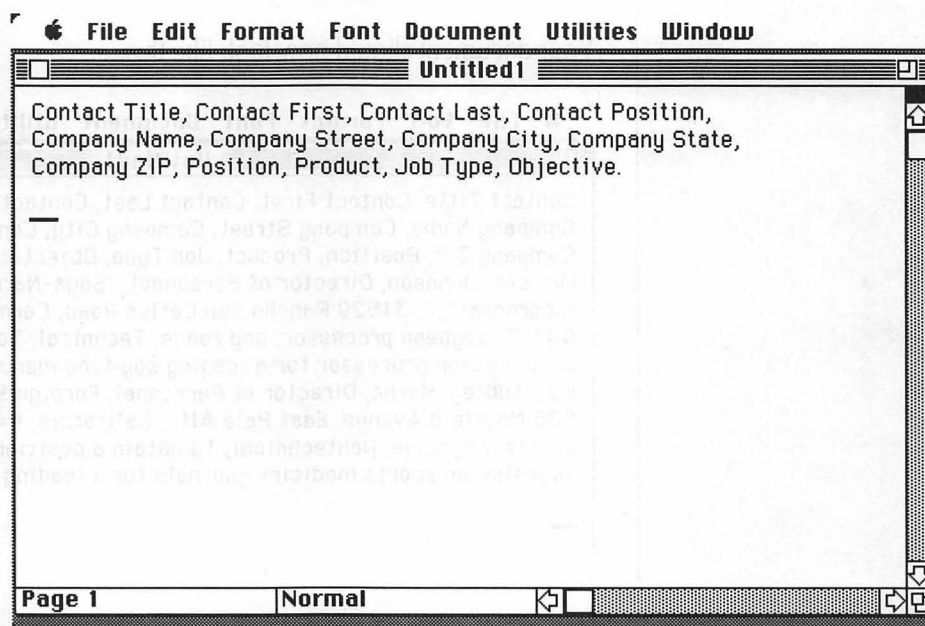 File Edit Format Font Document Utilities Window
Untitled1
Contact Title, Contact First, Contact Last, Contact Position,
Company Name, Company Street, Company City, Company State,
Company ZIP, Position, Product, Job Type, Objective.
Page 1 Normal